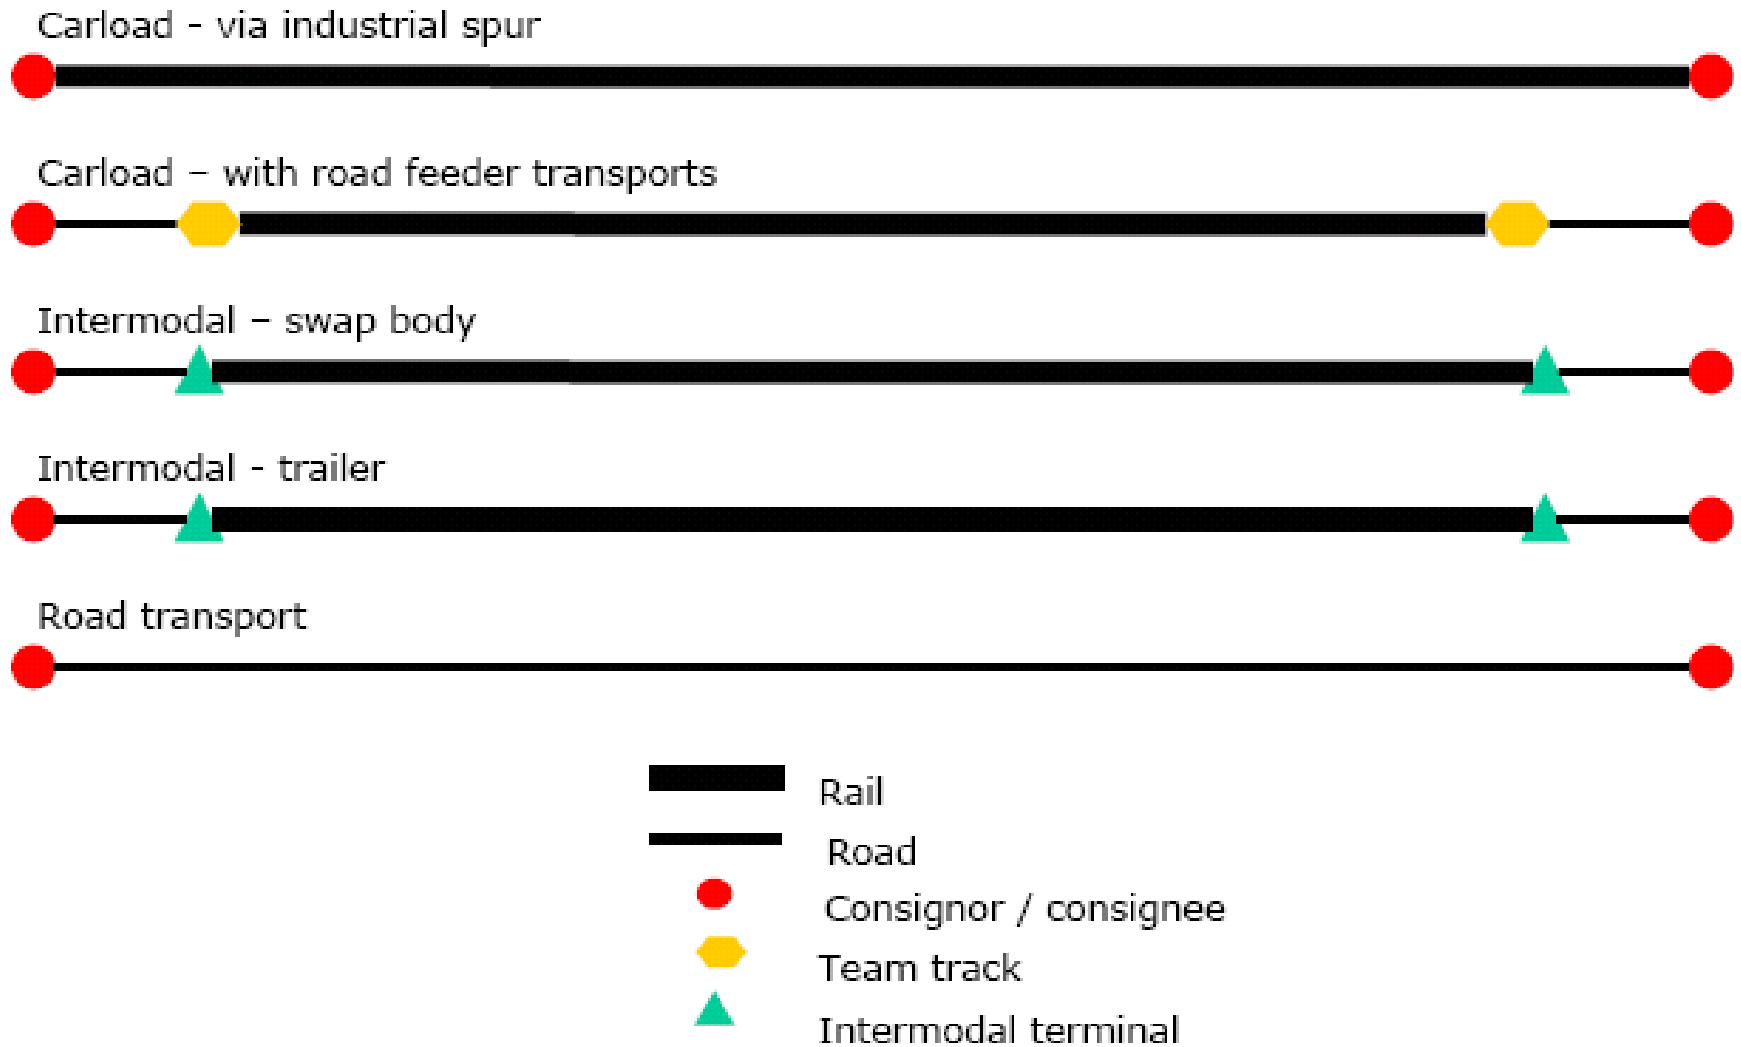 Carload - via industrial spur
Carload – with road feeder transports
Intermodal – swap body
Intermodal - trailer
Road transport
Rail
Road
Consignor / consignee
Team track
Intermodal terminal